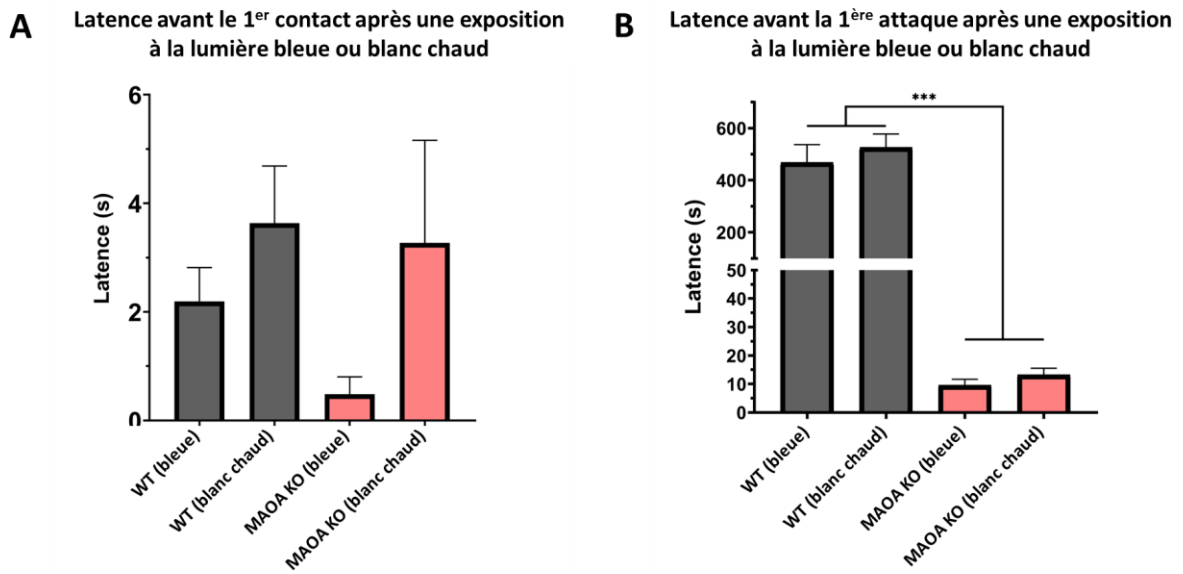 A
Latence avant le 1er contact après une exposition
à la lumière bleue ou blanc chaud
Latence (s)
6
4
2
0
WT (bleue)
WT (blanc chaud)
MAOA KO (bleue)
MAOA KO (blanc chaud)
B
Latence avant la 1ère attaque après une exposition
à la lumière bleue ou blanc chaud
***
Latence (s)
600
400
200
50
40
30
20
10
0
WT (bleue)
WT (blanc chaud)
MAOA KO (bleue)
MAOA KO (blanc chaud)